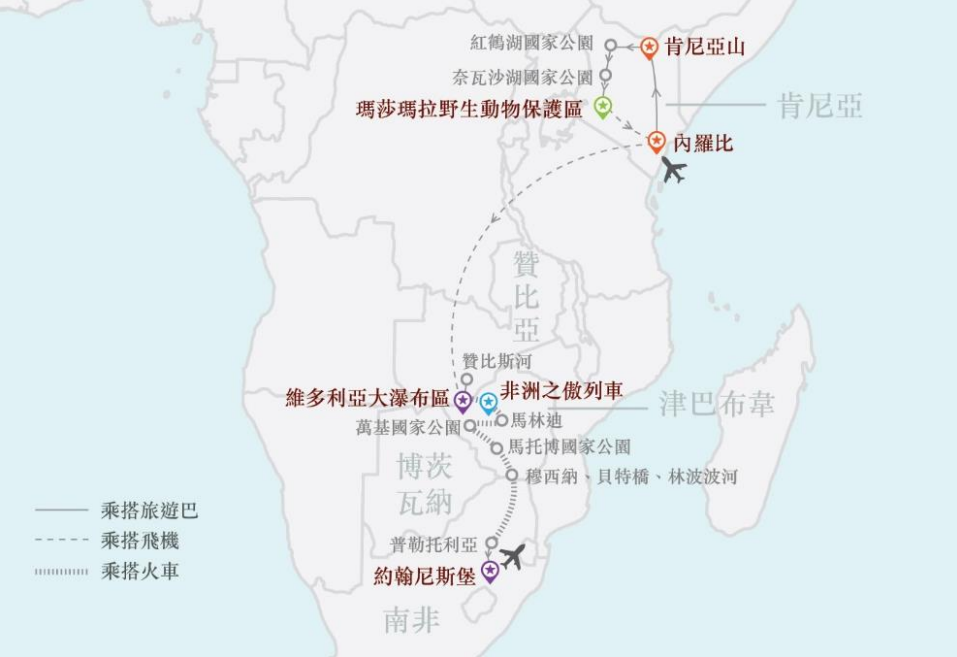 紅鶴湖國家公園
肯尼亞山
奈瓦沙湖國家公園
瑪莎瑪拉野生動物保護區
肯尼亞
內羅比
贊比亞
贊比斯河
維多利亞大瀑布區
非洲之傲列車
津巴布韋
萬基國家公園
馬林迪
馬托博國家公園
博茨
瓦納
穆西納、貝特橋、林波波河
乘搭旅遊巴
乘搭飛機
乘搭火車
普勒托利亞
約翰尼斯堡
南非